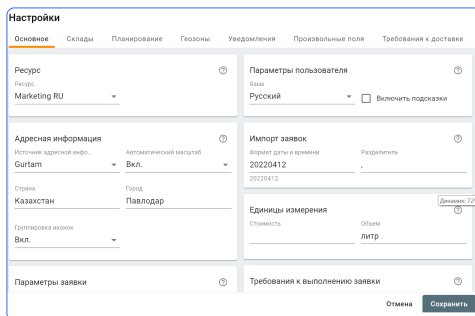 Настройки
Основное Склады Планирование Геозоны Уведомления Произвольные поля Требования к доставке
Ресурс
Ресурс
Marketing RU
Параметры пользователя
Язык
Русский
Включить подсказки
Адресная информация
Источник адресной инфо... Автоматический масштаб
Gurtam Вкл.
Страна Город
Казахстан Павлодар
Группировка иконок
Вкл.
Импорт заявок
Формат даты и времени Разделитель
20220412 ,
20220412
Динамик: 72
Единицы измерения
Стоимость Объем
литр
Параметры заявки
Требования к выполнению заявки
Отмена Сохранить